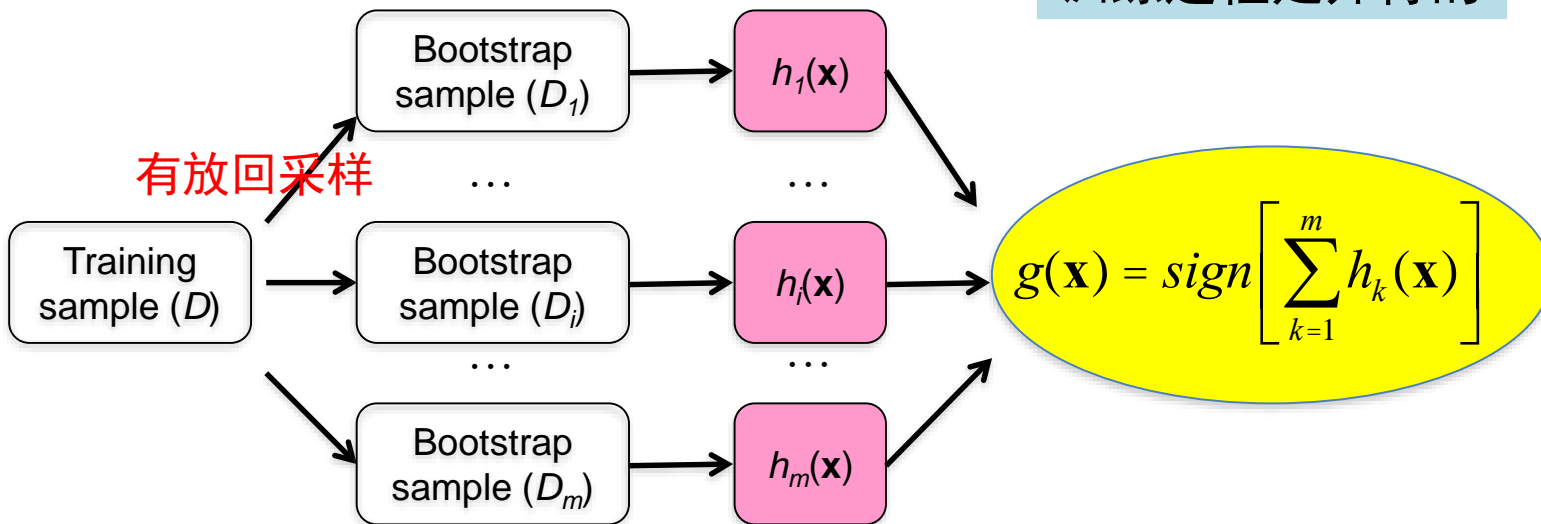 Bootstrap
sample (D₁)
h₁(𝐱)
有放回采样
…
…
Training
sample (D)
Bootstrap
sample (Dᵢ)
hᵢ(𝐱)
g(𝐱) = sign[∑ₖ₌₁ᵐ hₖ(𝐱)]
…
…
Bootstrap
sample (Dₘ)
hₘ(𝐱)